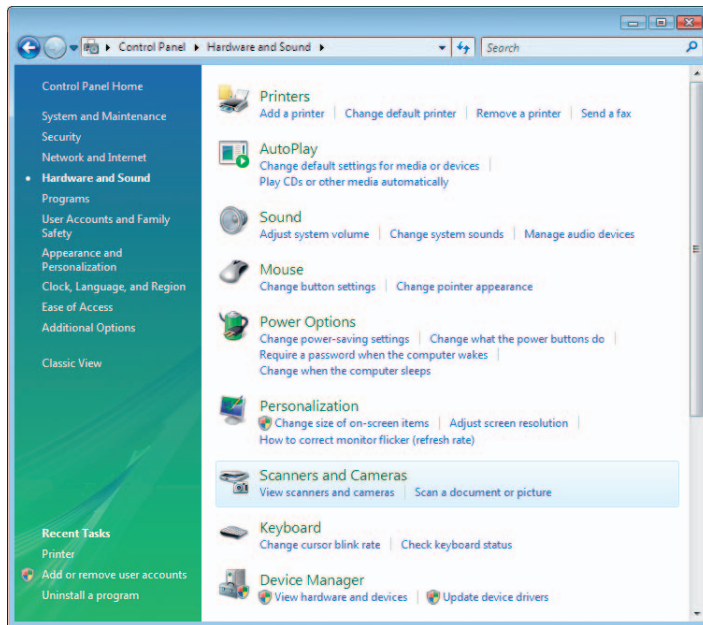 Control Panel Hardware and Sound Search
Control Panel Home
System and Maintenance
Security
Network and Internet
Hardware and Sound
Programs
User Accounts and Family
Safety
Appearance and
Personalization
Clock, Language, and Region
Ease of Access
Additional Options
Classic View
Recent Tasks
Printer
Add or remove user accounts
Uninstall a program
Printers
Add a printer Change default printer Remove a printer Send a fax
AutoPlay
Change default settings for media or devices
Play CDs or other media automatically
Sound
Adjust system volume Change system sounds Manage audio devices
Mouse
Change button settings Change pointer appearance
Power Options
Change power-saving settings Change what the power buttons do
Require a password when the computer wakes
Change when the computer sleeps
Personalization
Change size of on-screen items Adjust screen resolution
How to correct monitor flicker (refresh rate)
Scanners and Cameras
View scanners and cameras Scan a document or picture
Keyboard
Change cursor blink rate Check keyboard status
Device Manager
View hardware and devices Update device drivers